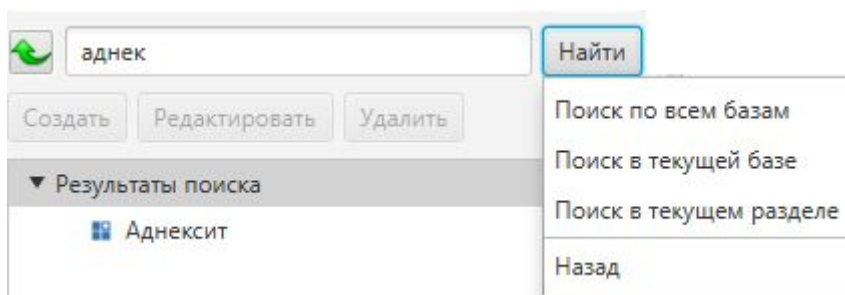 аднек
Найти
Создать
Редактировать
Удалить
Поиск по всем базам
Поиск в текущей базе
Поиск в текущем разделе
Назад
Результаты поиска
Аднексит